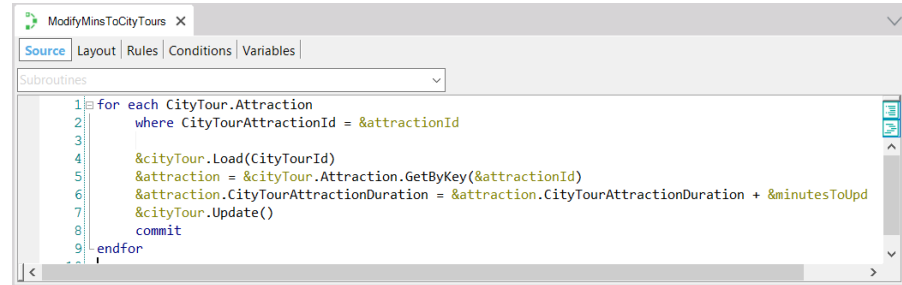 ModifyMinsToCityTours
Source Layout Rules Conditions Variables
Subroutines
1 for each CityTour.Attraction
2 where CityTourAttractionId = &attractionId
3
4 &cityTour.Load(CityTourId)
5 &attraction = &cityTour.Attraction.GetByKey(&attractionId)
6 &attraction.CityTourAttractionDuration = &attraction.CityTourAttractionDuration + &minutesToUpd
7 &cityTour.Update()
8 commit
9 endfor